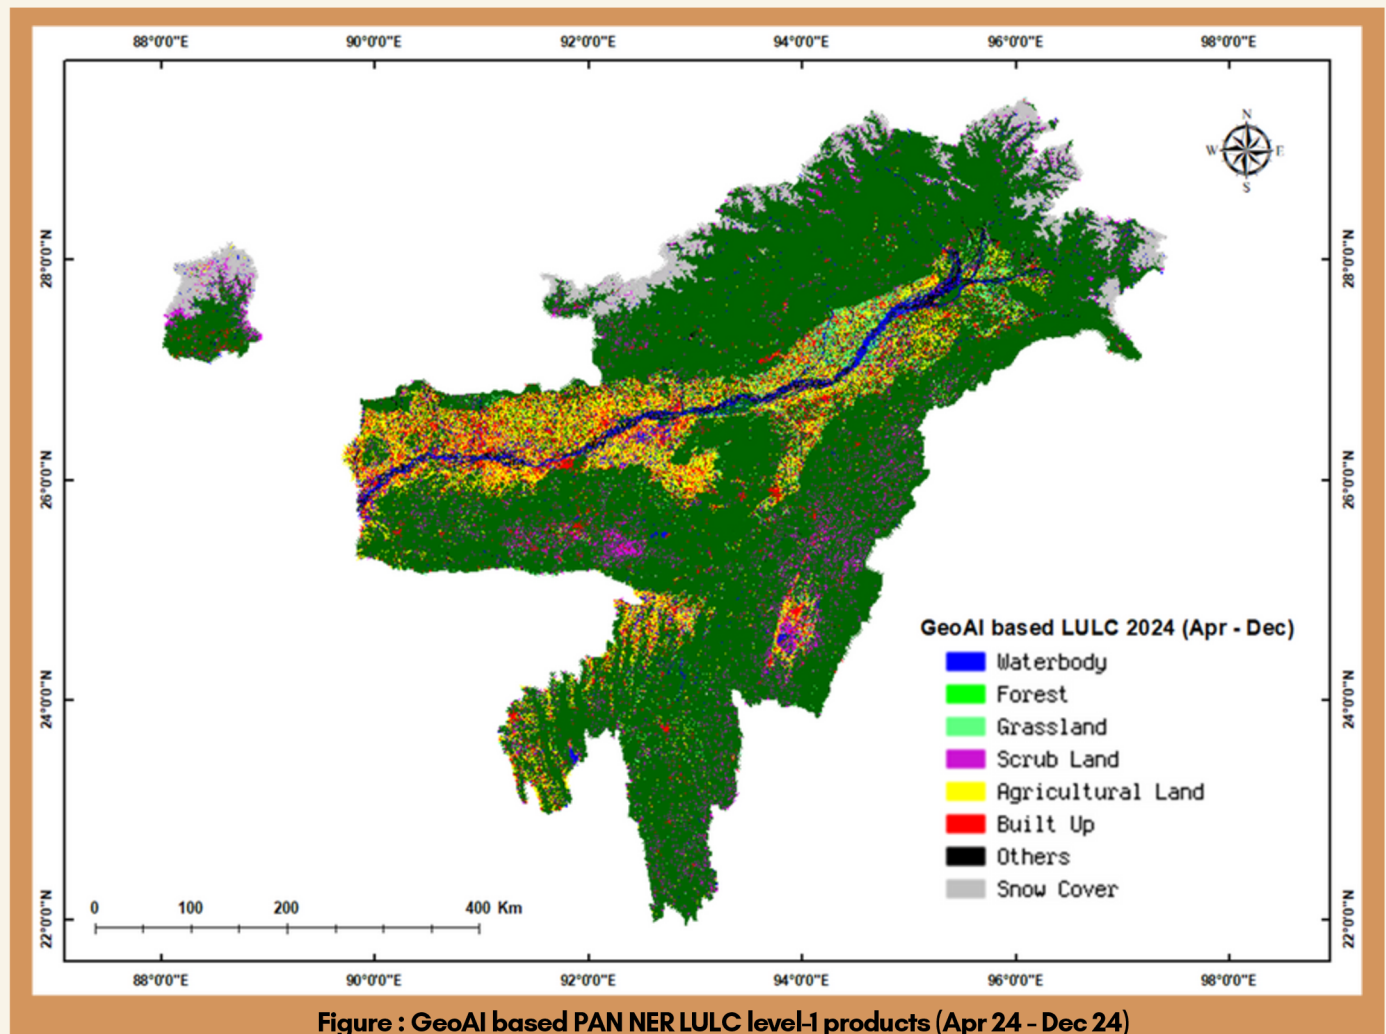 88°0'0"E 90°0'0"E 92°0'0"E 94°0'0"E 96°0'0"E 98°0'0"E
N
W E
S
28°0'0"N 28°0'0"N
26°0'0"N 26°0'0"N
24°0'0"N 24°0'0"N
22°0'0"N 22°0'0"N
GeoAI based LULC 2024 (Apr - Dec)
Waterbody
Forest
Grassland
Scrub Land
Agricultural Land
Built Up
Others
Snow Cover
0 100 200 400 Km
88°0'0"E 90°0'0"E 92°0'0"E 94°0'0"E 96°0'0"E 98°0'0"E
Figure : GeoAI based PAN NER LULC level-1 products (Apr 24 - Dec 24)